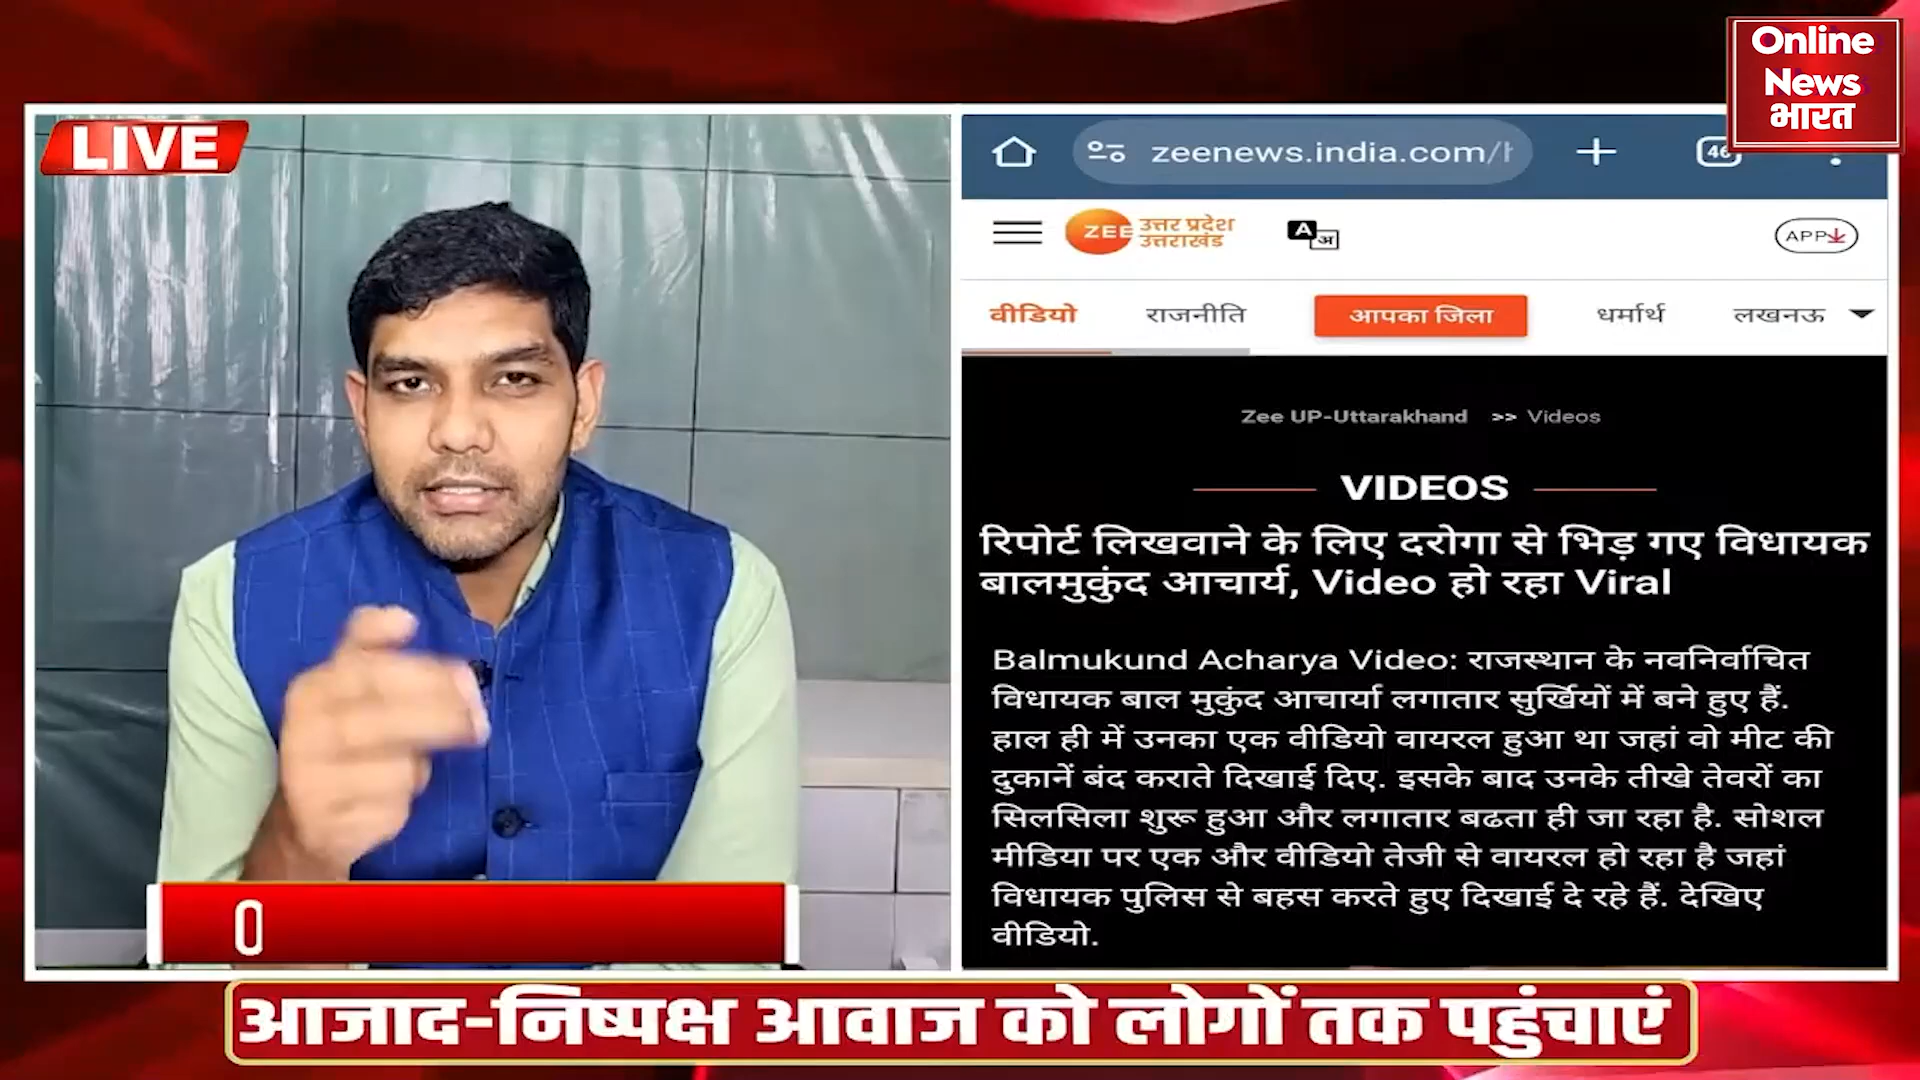 Online
News
भारत
LIVE
zeenews.india.com/h
46
ZEE उत्तर प्रदेश
उत्तराखंड
A अ
APP
वीडियो राजनीति आपका जिला धर्मार्थ लखनऊ
Zee UP-Uttarakhand >> Videos
VIDEOS
रिपोर्ट लिखवाने के लिए दरोगा से भिड़ गए विधायक
बालमुकुंद आचार्य, Video हो रहा Viral
Balmukund Acharya Video: राजस्थान के नवनिर्वाचित
विधायक बाल मुकुंद आचार्या लगातार सुर्खियों में बने हुए हैं.
हाल ही में उनका एक वीडियो वायरल हुआ था जहां वो मीट की
दुकानें बंद कराते दिखाई दिए. इसके बाद उनके तीखे तेवरों का
सिलसिला शुरू हुआ और लगातार बढता ही जा रहा है. सोशल
मीडिया पर एक और वीडियो तेजी से वायरल हो रहा है जहां
विधायक पुलिस से बहस करते हुए दिखाई दे रहे हैं. देखिए
वीडियो.
0
आजाद-निष्पक्ष आवाज को लोगों तक पहुंचाएं